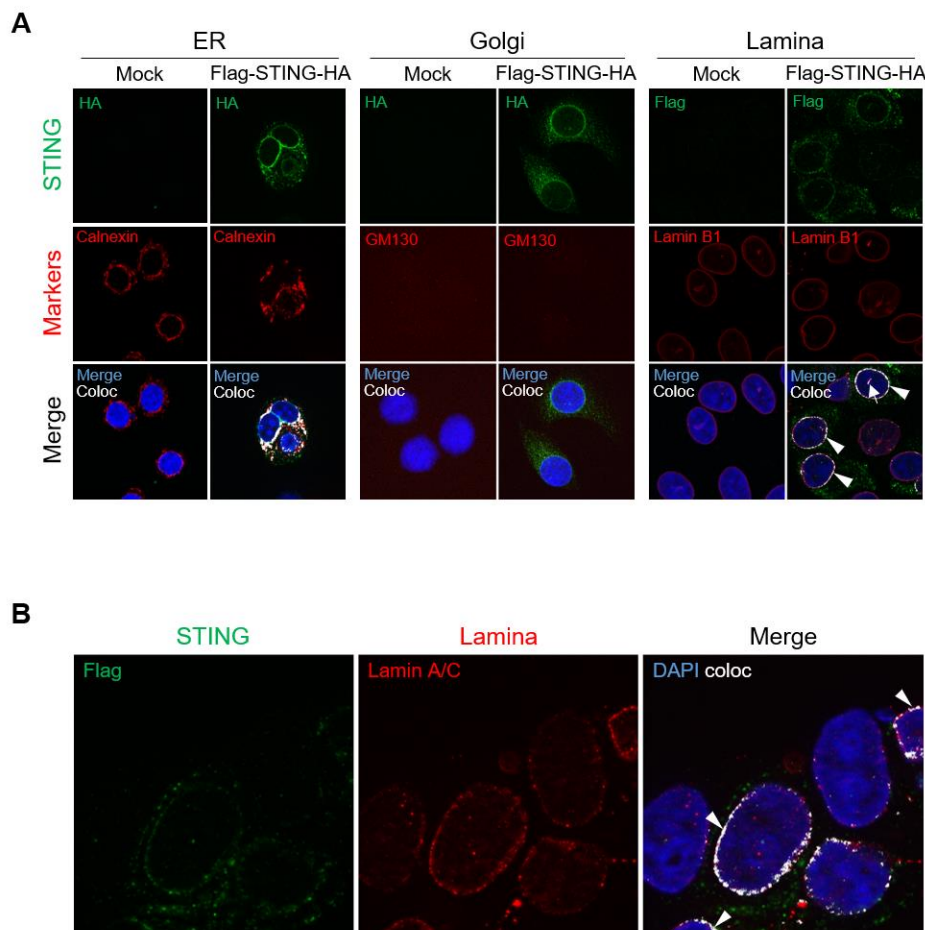 A
ER Golgi Lamina
Mock Flag-STING-HA Mock Flag-STING-HA Mock Flag-STING-HA
STING
HA HA HA HA Flag Flag
Markers
Calnexin Calnexin GM130 GM130 Lamin B1 Lamin B1
Merge
Merge Merge Merge Merge Merge Merge
Coloc Coloc Coloc Coloc Coloc Coloc
B
STING Lamina Merge
Flag Lamin A/C DAPI coloc